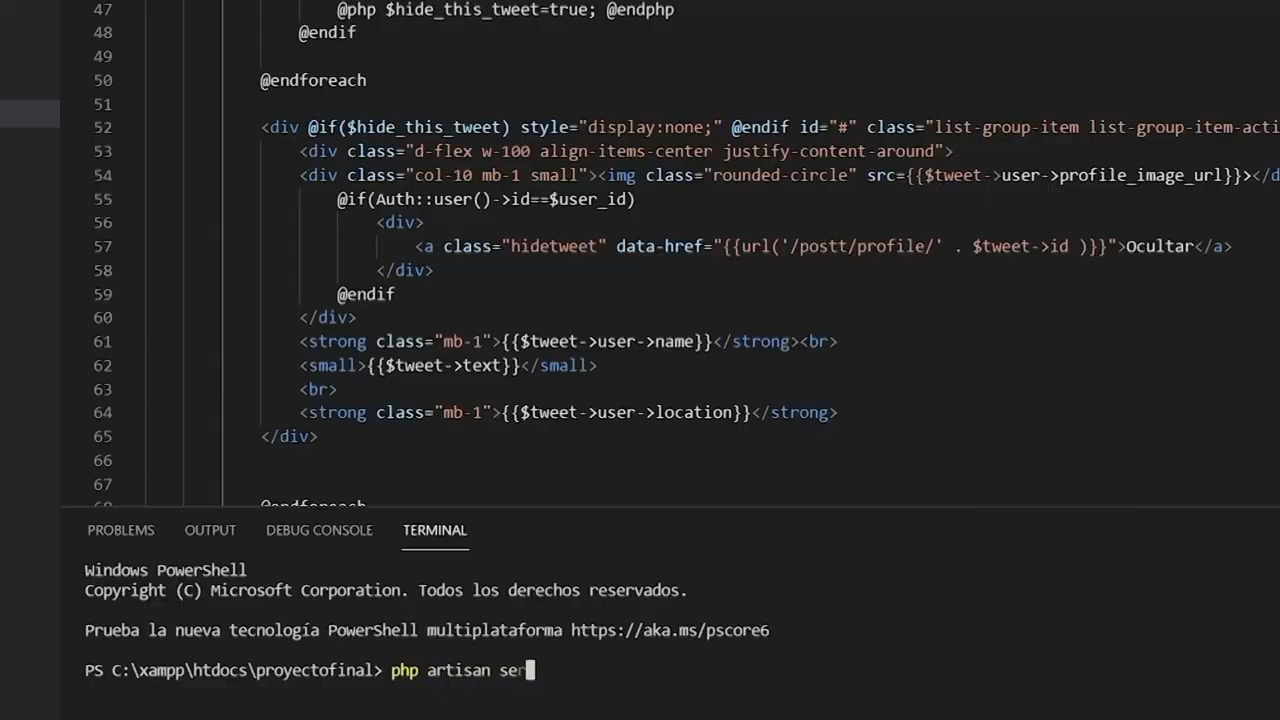 47 @php $hide_this_tweet=true; @endphp
48 @endif
49
50 @endforeach
51
52 <div @if($hide_this_tweet) style="display:none;" @endif id="#" class="list-group-item list-group-item-acti
53 <div class="d-flex w-100 align-items-center justify-content-around">
54 <div class="col-10 mb-1 small"><img class="rounded-circle" src={{$tweet->user->profile_image_url}}></d
55 @if(Auth::user()->id==$user_id)
56 <div>
57 <a class="hidetweet" data-href="{{url('/postt/profile/' . $tweet->id )}}">Ocultar</a>
58 </div>
59 @endif
60 </div>
61 <strong class="mb-1">{{$tweet->user->name}}</strong><br>
62 <small>{{$tweet->text}}</small>
63 <br>
64 <strong class="mb-1">{{$tweet->user->location}}</strong>
65 </div>
66
67
68 @endforeach
PROBLEMS OUTPUT DEBUG CONSOLE TERMINAL
Windows PowerShell
Copyright (C) Microsoft Corporation. Todos los derechos reservados.
Prueba la nueva tecnología PowerShell multiplataforma https://aka.ms/pscore6
PS C:\xampp\htdocs\proyectofinal> php artisan ser